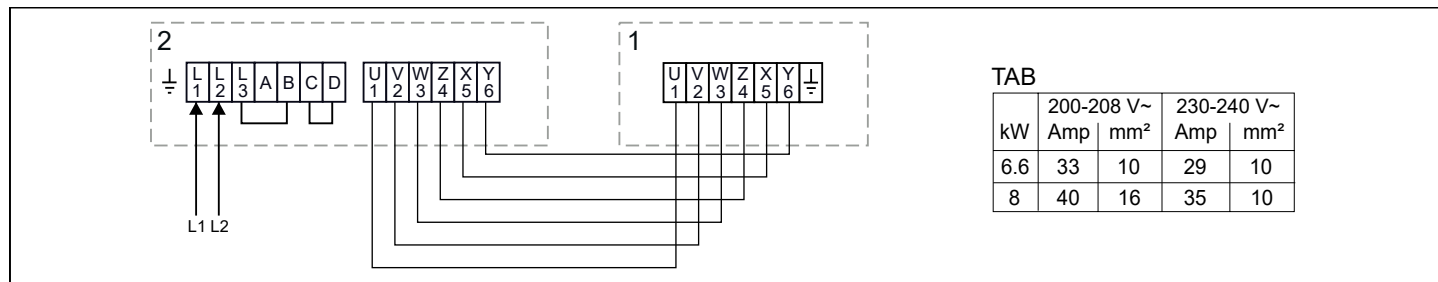 2
L1 L2 L3 A B C D
U1 V2 W3 Z4 X5 Y6
L1 L2
1
U1 V2 W3 Z4 X5 Y6
TAB
200-208 V~ 230-240 V~
kW Amp mm² Amp mm²
6.6 33 10 29 10
8 40 16 35 10